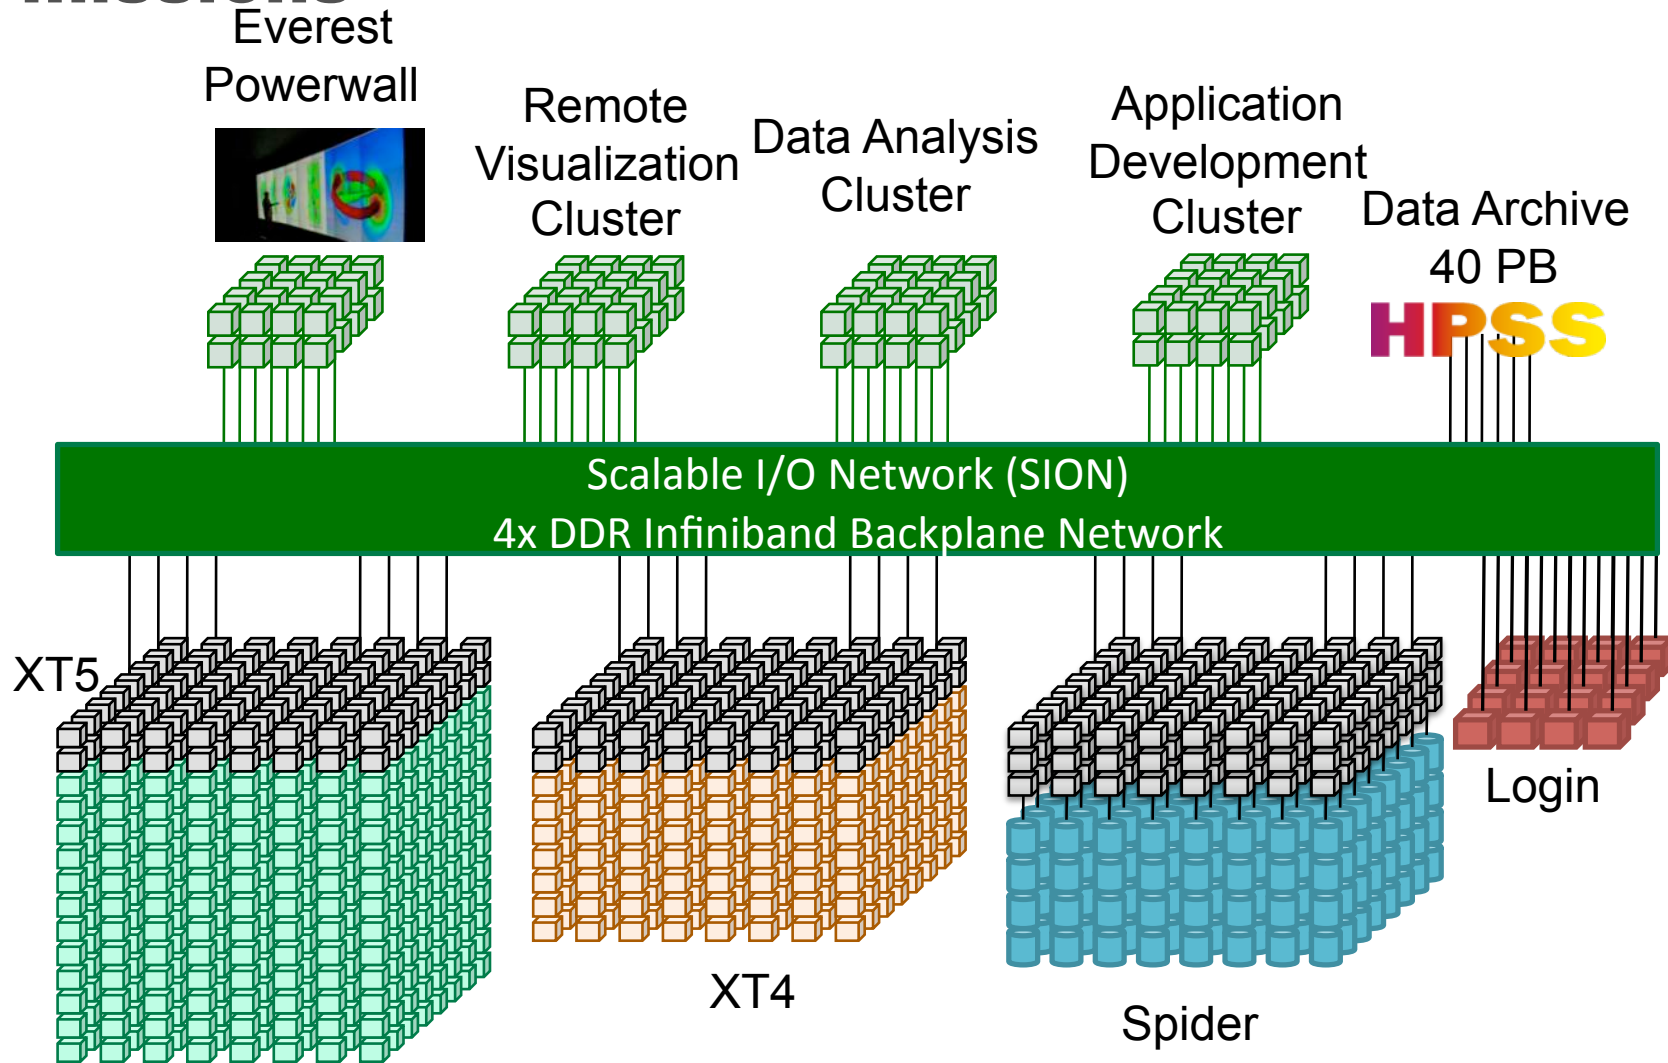 Missions
Everest
Powerwall
Remote
Visualization
Cluster
Data Analysis
Cluster
Application
Development
Cluster
Data Archive
40 PB
HPSS
Scalable I/O Network (SION)
4x DDR Infiniband Backplane Network
XT5
XT4
Spider
Login